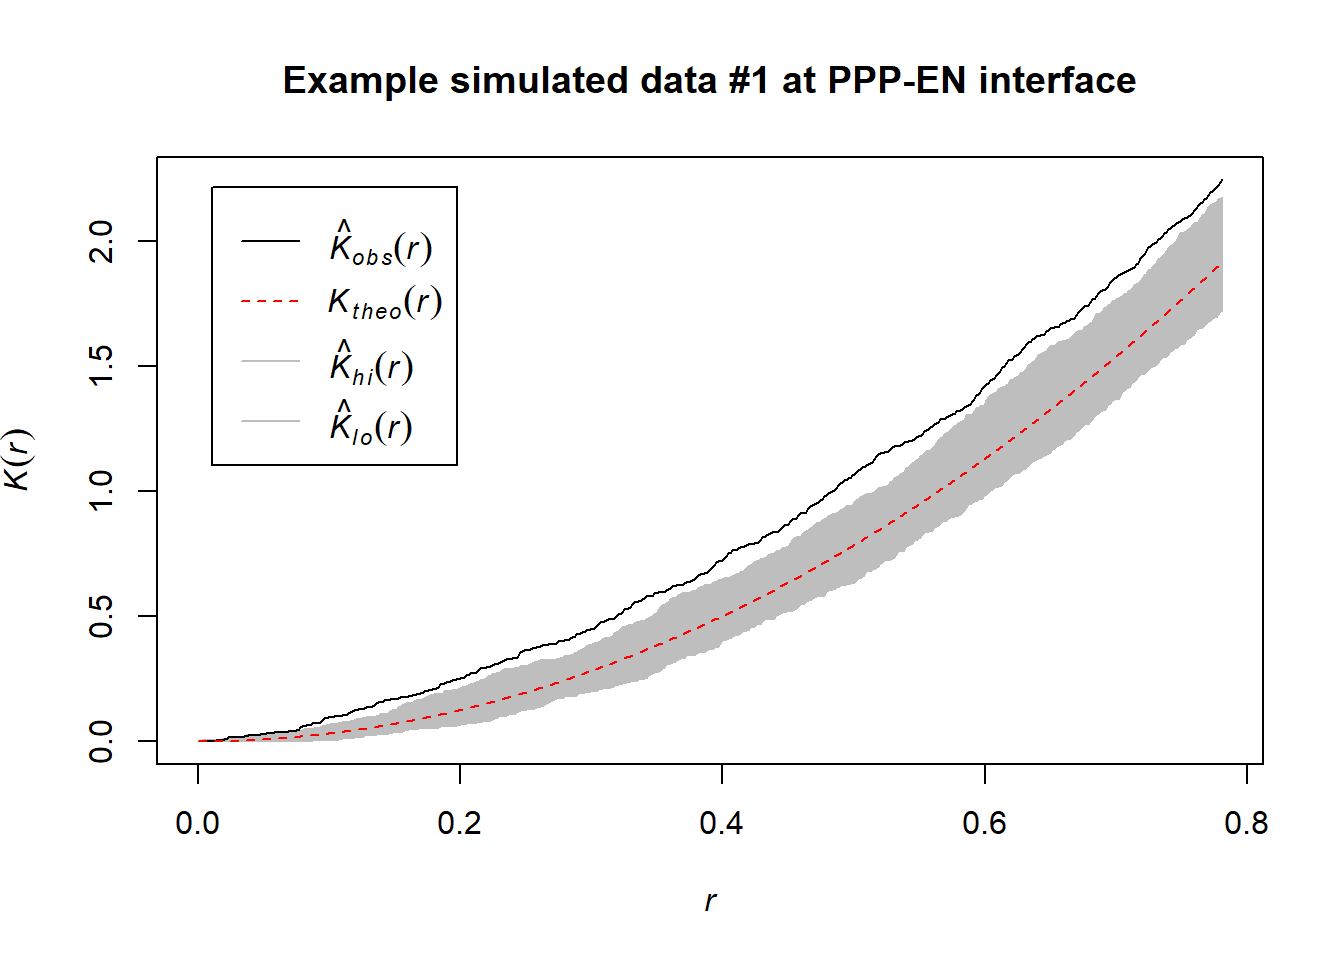 Example simulated data #1 at PPP-EN interface
K̂obs(r)
Ktheo(r)
K̂hi(r)
K̂lo(r)
K(r)
2.0
1.5
1.0
0.5
0.0
0.0 0.2 0.4 0.6 0.8
r